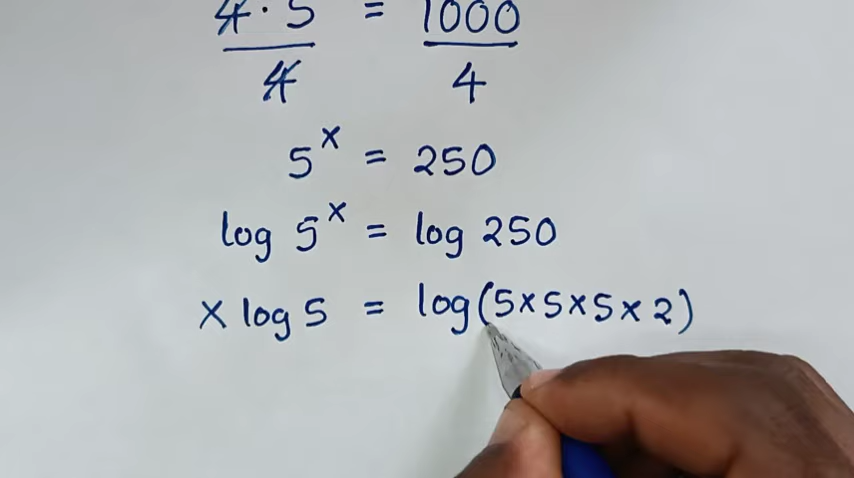 4 · 5 = 1000
4 4
5^x = 250
log 5^x = log 250
x log 5 = log(5×5×5×2)